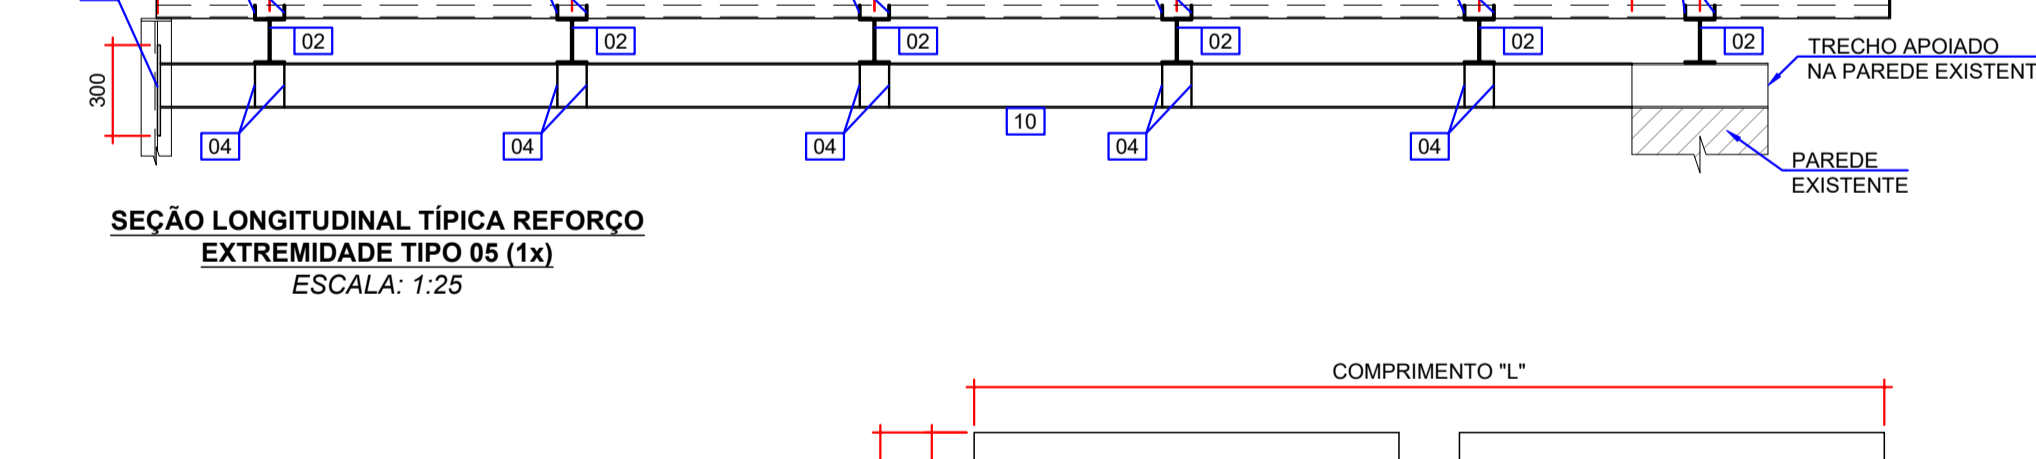 02
02
02
02
02
02
TRECHO APOIADO
NA PAREDE EXISTENT
300
04
04
04
10
04
04
PAREDE
EXISTENTE
SEÇÃO LONGITUDINAL TÍPICA REFORÇO
EXTREMIDADE TIPO 05 (1x)
ESCALA: 1:25
COMPRIMENTO "L"